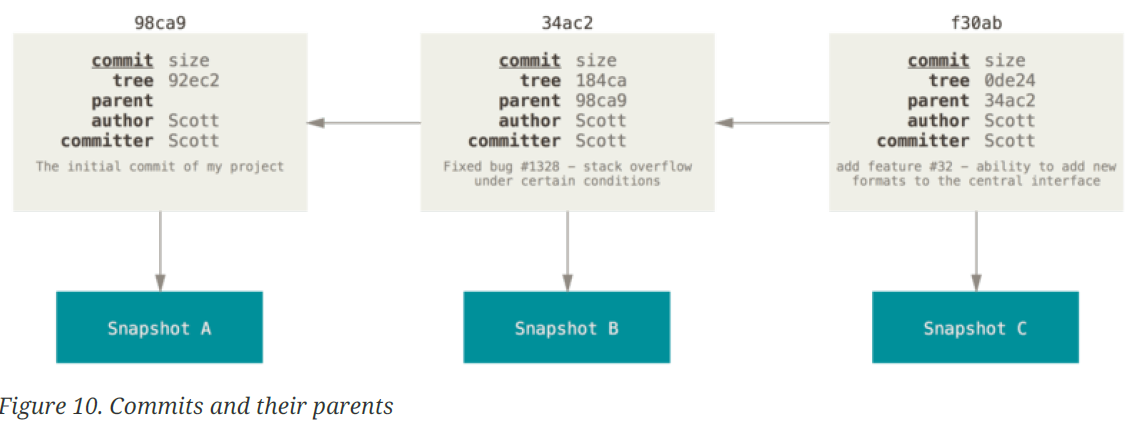 98ca9
commit size
tree 92ec2
parent
author Scott
committer Scott
The initial commit of my project
Snapshot A
34ac2
commit size
tree 184ca
parent 98ca9
author Scott
committer Scott
Fixed bug #1328 – stack overflow
under certain conditions
Snapshot B
f30ab
commit size
tree 0de24
parent 34ac2
author Scott
committer Scott
add feature #32 – ability to add new
formats to the central interface
Snapshot C
Figure 10. Commits and their parents